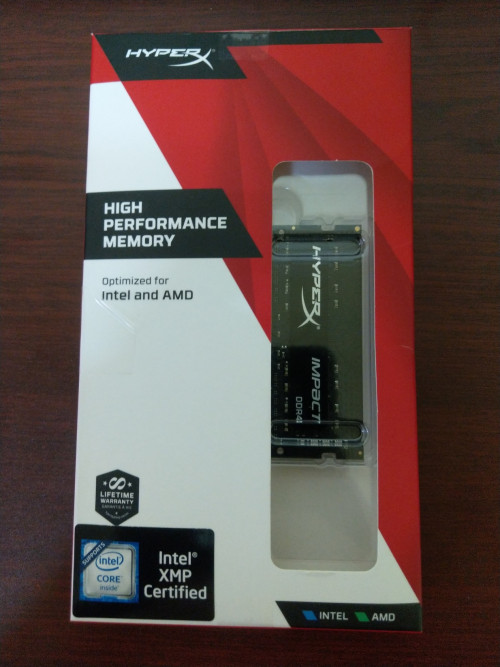 HYPERX
HIGH
PERFORMANCE
MEMORY
Optimized for
Intel and AMD
HYPERX
IMPACT
DDR4
LIFETIME
WARRANTY
SUPPORTS
intel
CORE
inside
Intel®
XMP
Certified
INTEL
AMD